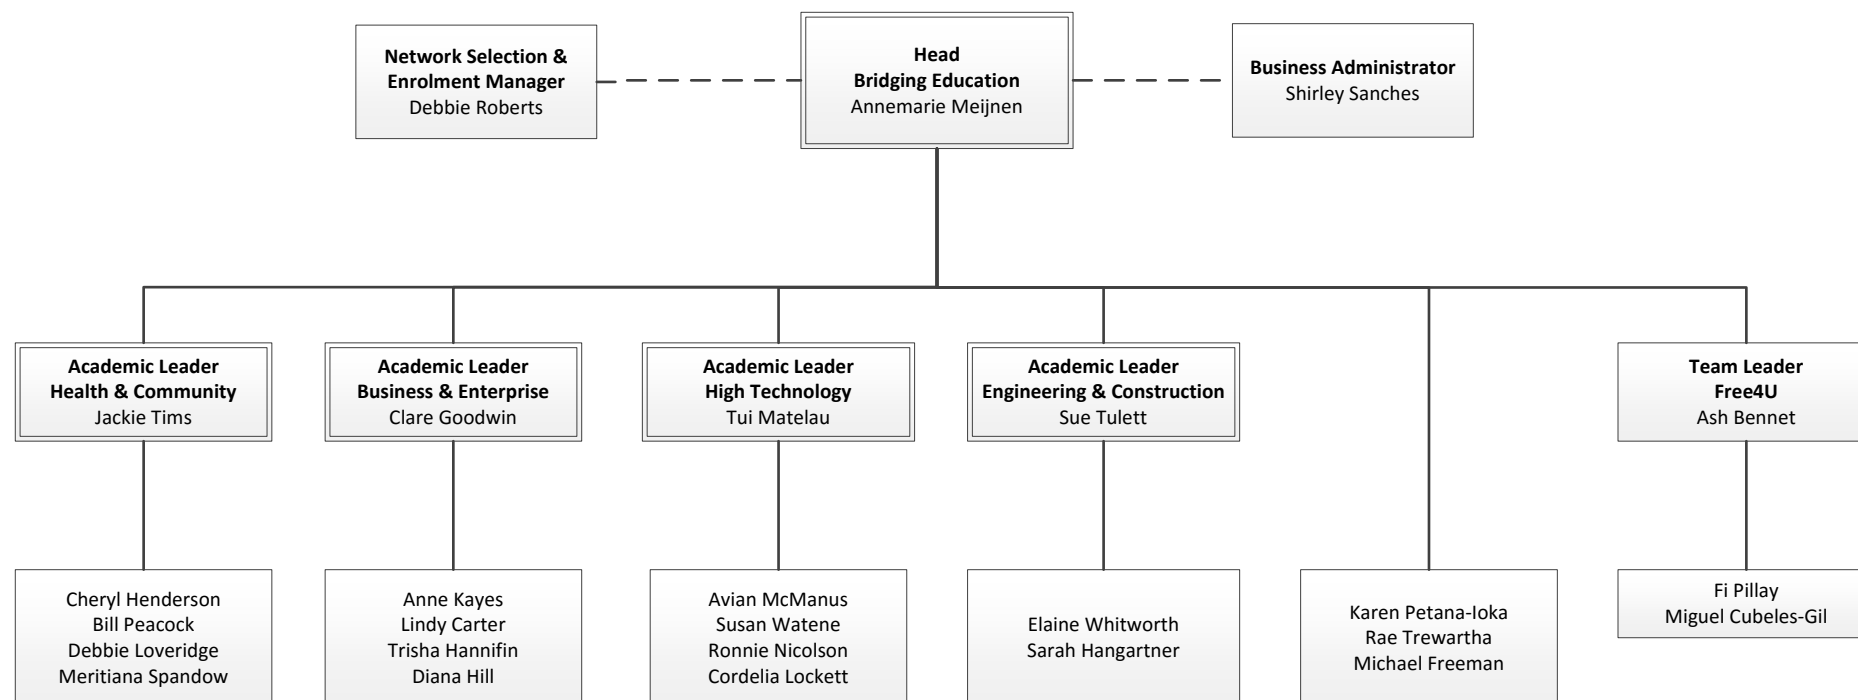 Network Selection &
Enrolment Manager
Debbie Roberts
Head
Bridging Education
Annemarie Meijnen
Business Administrator
Shirley Sanches
Academic Leader
Health & Community
Jackie Tims
Academic Leader
Business & Enterprise
Clare Goodwin
Academic Leader
High Technology
Tui Matelau
Academic Leader
Engineering & Construction
Sue Tulett
Team Leader
Free4U
Ash Bennet
Cheryl Henderson
Bill Peacock
Debbie Loveridge
Meritiana Spandow
Anne Kayes
Lindy Carter
Trisha Hannifin
Diana Hill
Avian McManus
Susan Watene
Ronnie Nicolson
Cordelia Lockett
Elaine Whitworth
Sarah Hangartner
Karen Petana-Ioka
Rae Trewartha
Michael Freeman
Fi Pillay
Miguel Cubeles-Gil